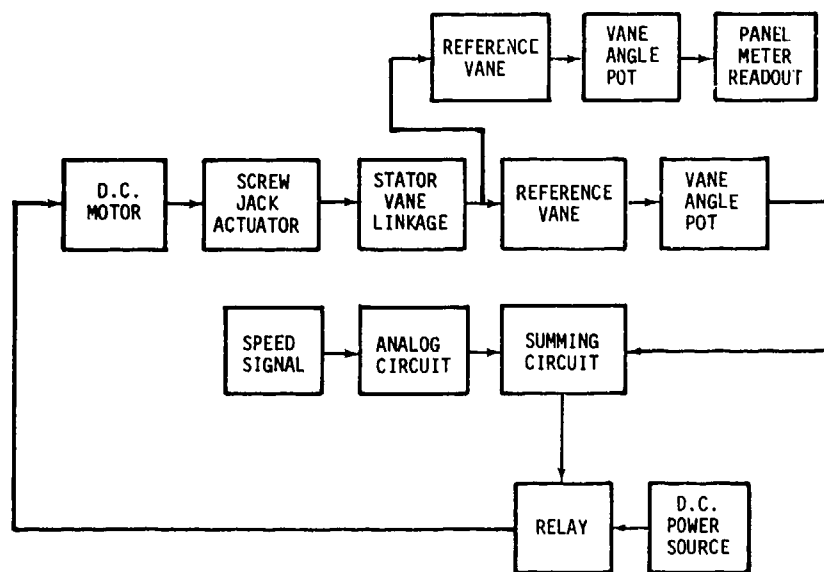 REFERENCE
VANE
VANE
ANGLE
POT
PANEL
METER
READOUT
D.C.
MOTOR
SCREW
JACK
ACTUATOR
STATOR
VANE
LINKAGE
REFERENCE
VANE
VANE
ANGLE
POT
SPEED
SIGNAL
ANALOG
CIRCUIT
SUMMING
CIRCUIT
RELAY
D.C.
POWER
SOURCE